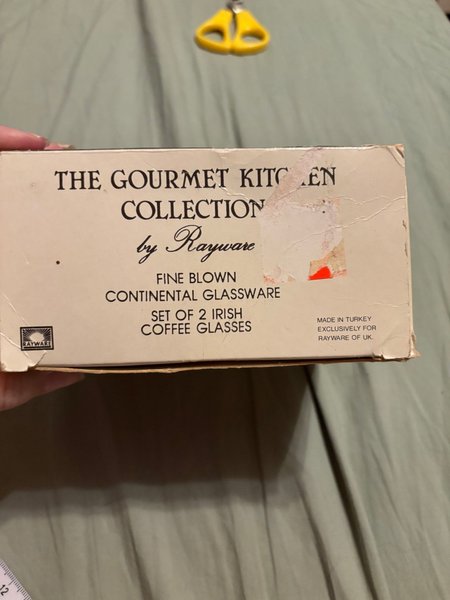 THE GOURMET KITCHEN
COLLECTION
by Rayware
FINE BLOWN
CONTINENTAL GLASSWARE
SET OF 2 IRISH
COFFEE GLASSES
MADE IN TURKEY
EXCLUSIVELY FOR
RAYWARE OF UK.
RAYWARE
12